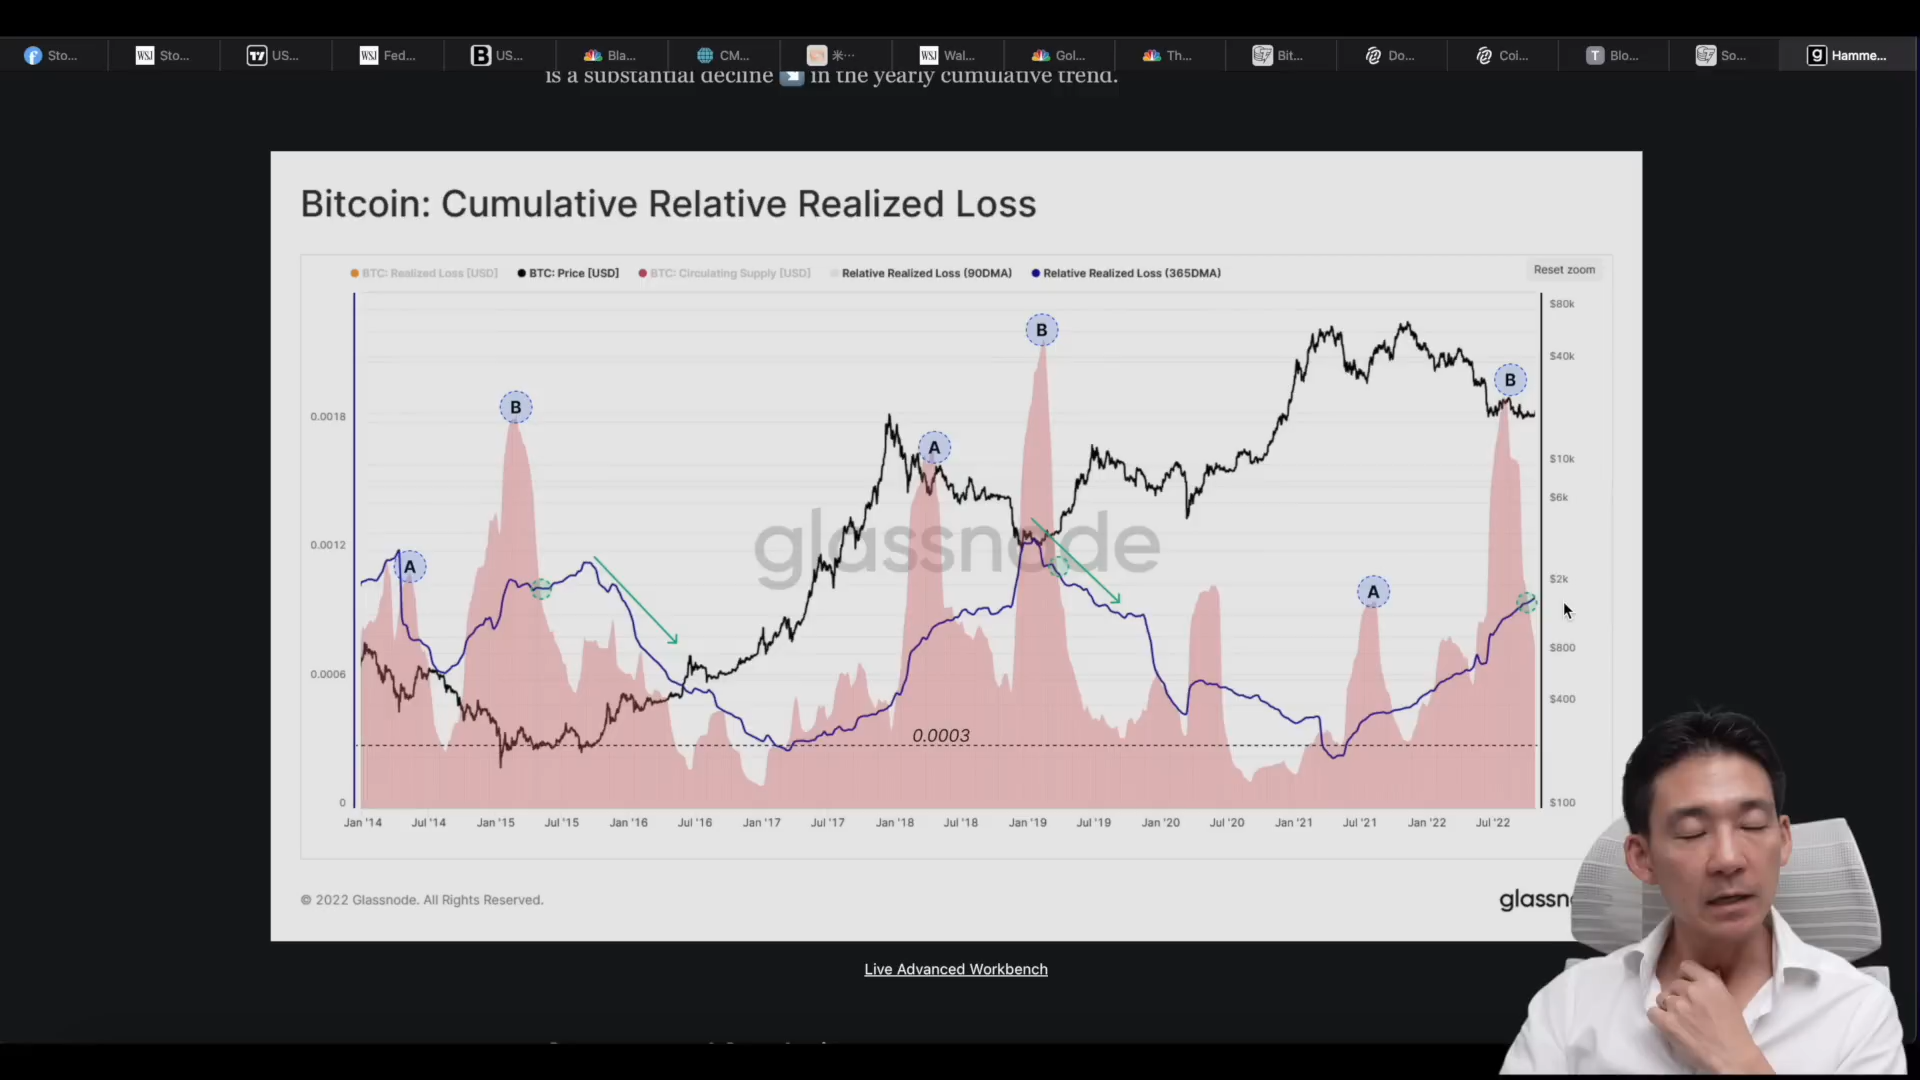 Sto...
WSJ Sto...
17 US...
WSJ Fed...
B US...
Bla...
CM...
米…
WSJ Wal...
Gol...
Th...
Bit...
Do...
Coi...
T Blo...
So...
g Hamme...
is a substantial decline in the yearly cumulative trend.
Bitcoin: Cumulative Relative Realized Loss
BTC: Realized Loss [USD] BTC: Price [USD] BTC: Circulating Supply [USD] Relative Realized Loss (90DMA) Relative Realized Loss (365DMA)
Reset zoom
$80k
B
$40k
B
B
0.0018
A
$10k
$6k
glassnode
0.0012
A
$2k
A
$800
0.0006
$400
0.0003
0
$100
Jan '14 Jul '14 Jan '15 Jul '15 Jan '16 Jul '16 Jan '17 Jul '17 Jan '18 Jul '18 Jan '19 Jul '19 Jan '20 Jul '20 Jan '21 Jul '21 Jan '22 Jul '22
© 2022 Glassnode. All Rights Reserved.
glassn
Live Advanced Workbench